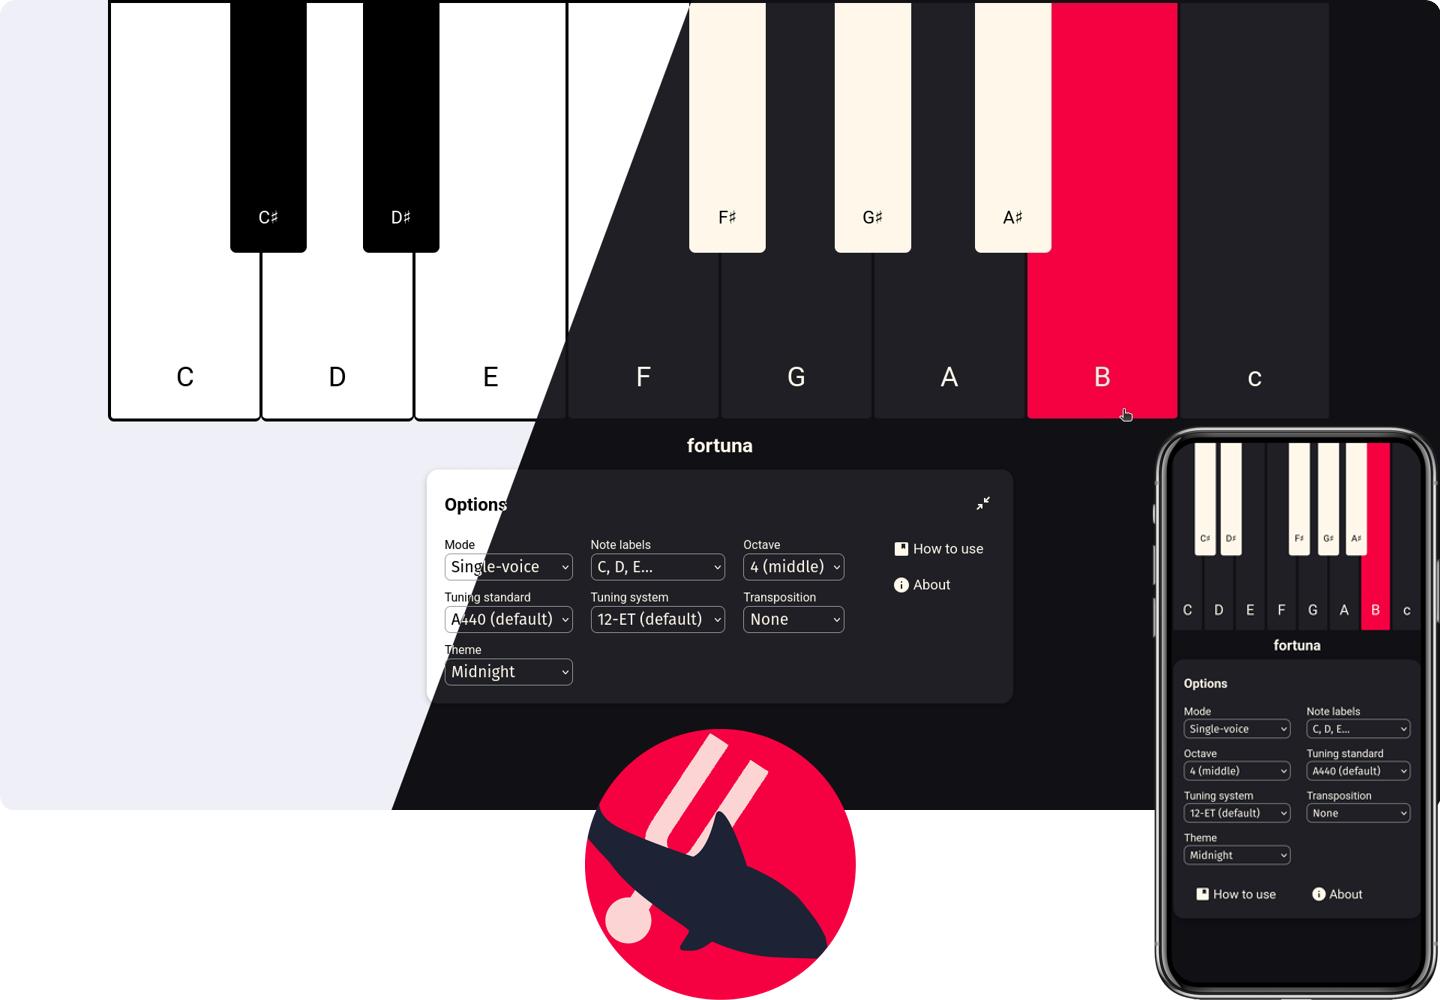 C♯ D♯ F♯ G♯ A♯
C D E F G A B c
fortuna
Options
Mode Note labels Octave
Single-voice C, D, E... 4 (middle)
How to use
Tuning standard Tuning system Transposition
About
A440 (default) 12-ET (default) None
Theme
Midnight
C♯ D♯ F♯ G♯ A♯
C D E F G A B c
fortuna
Options
Mode Note labels
Single-voice C, D, E...
Octave Tuning standard
4 (middle) A440 (default)
Tuning system Transposition
12-ET (default) None
Theme
Midnight
How to use About